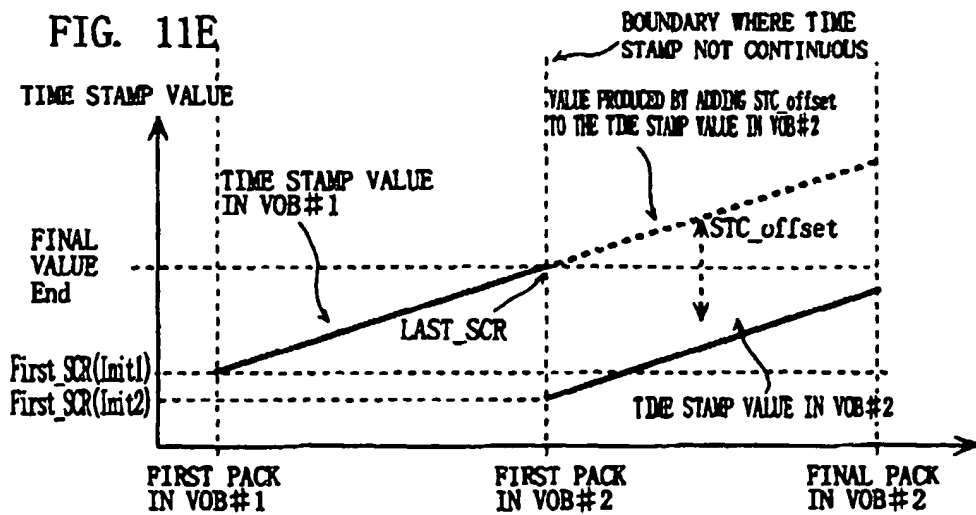 FIG. 11E
BOUNDARY WHERE TIME
STAMP NOT CONTINUOUS
TIME STAMP VALUE
VALUE PRODUCED BY ADDING STC_offset
TO THE TIME STAMP VALUE IN VOB#2
TIME STAMP VALUE
IN VOB#1
STC_offset
FINAL
VALUE
End
LAST_SCR
First_SCR(Init1)
First_SCR(Init2)
TIME STAMP VALUE IN VOB#2
FIRST PACK
IN VOB#1
FIRST PACK
IN VOB#2
FINAL PACK
IN VOB#2